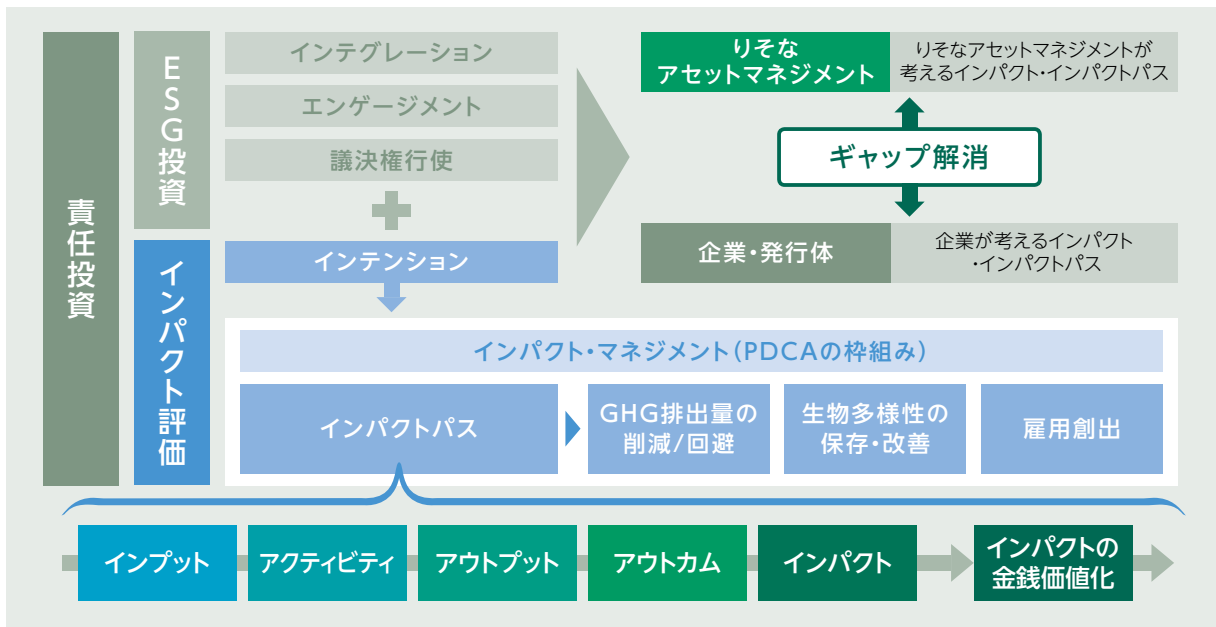 責任投資
ESG投資
インテグレーション
エンゲージメント
議決権行使
インパクト評価
インテンション
りそな
アセットマネジメント
りそなアセットマネジメントが
考えるインパクト・インパクトパス
ギャップ解消
企業・発行体
企業が考えるインパクト
・インパクトパス
インパクト・マネジメント(PDCAの枠組み)
インパクトパス
GHG排出量の
削減/回避
生物多様性の
保存・改善
雇用創出
インプット
アクティビティ
アウトプット
アウトカム
インパクト
インパクトの
金銭価値化